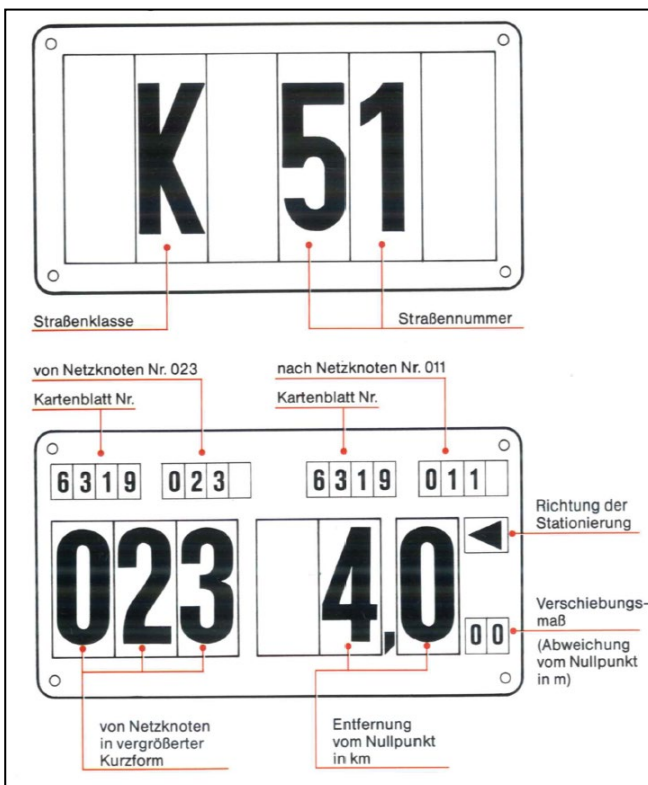 K 51
Straßenklasse
Straßennummer
von Netzknoten Nr. 023
nach Netzknoten Nr. 011
Kartenblatt Nr.
Kartenblatt Nr.
6319 023 6319 011
Richtung der
Stationierung
023 4,0
Verschiebungs-
maß
00
(Abweichung
vom Nullpunkt
in m)
von Netzknoten
in vergrößerter
Kurzform
Entfernung
vom Nullpunkt
in km